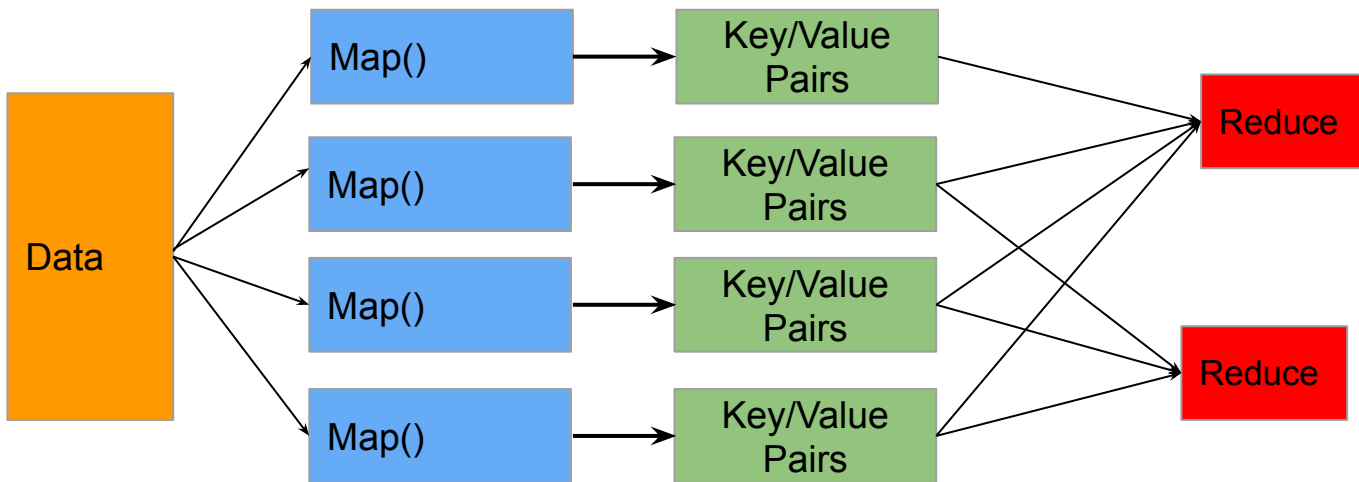 Map()
Key/Value
Pairs
Reduce
Map()
Key/Value
Pairs
Data
Map()
Key/Value
Pairs
Reduce
Map()
Key/Value
Pairs